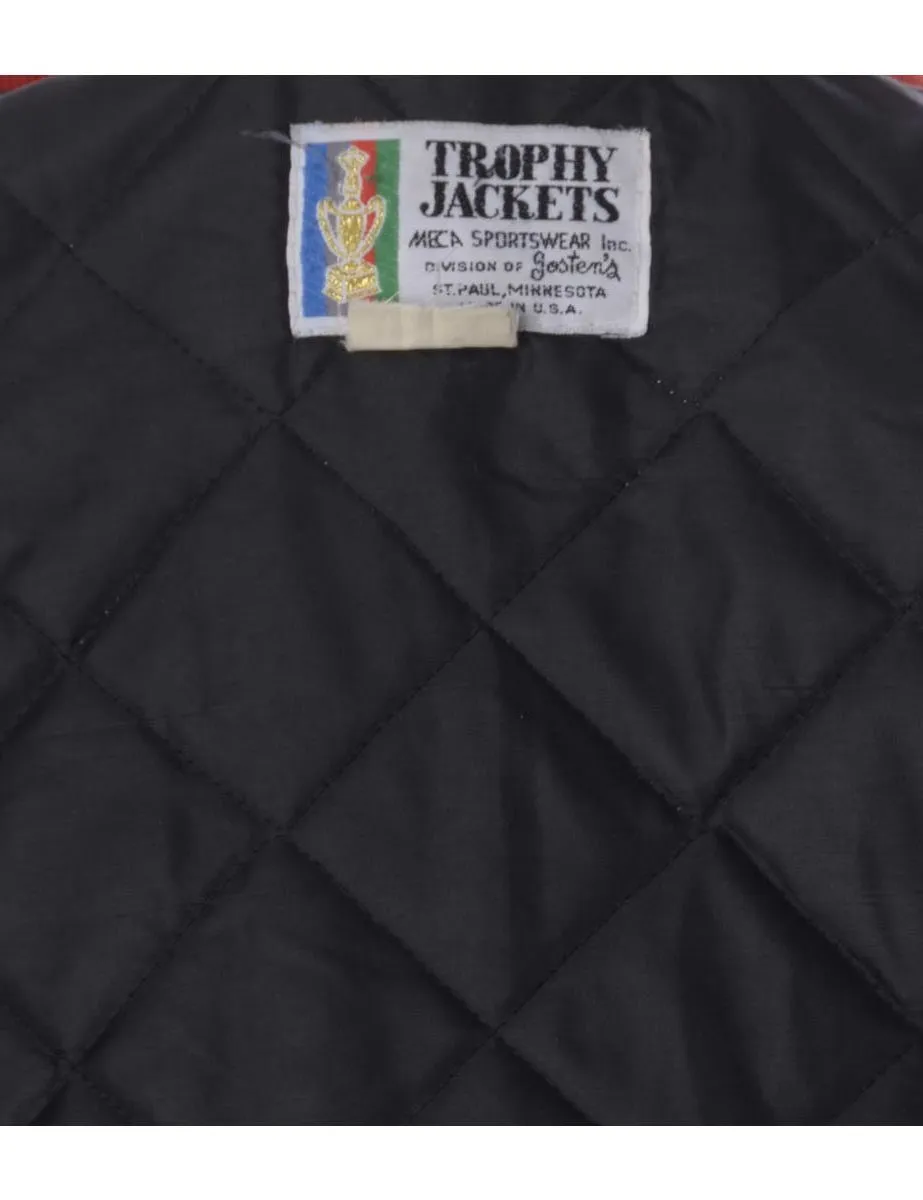 TROPHY
JACKETS
MECA SPORTSWEAR Inc.
DIVISION OF Josten's
ST. PAUL, MINNESOTA
IN U.S.A.